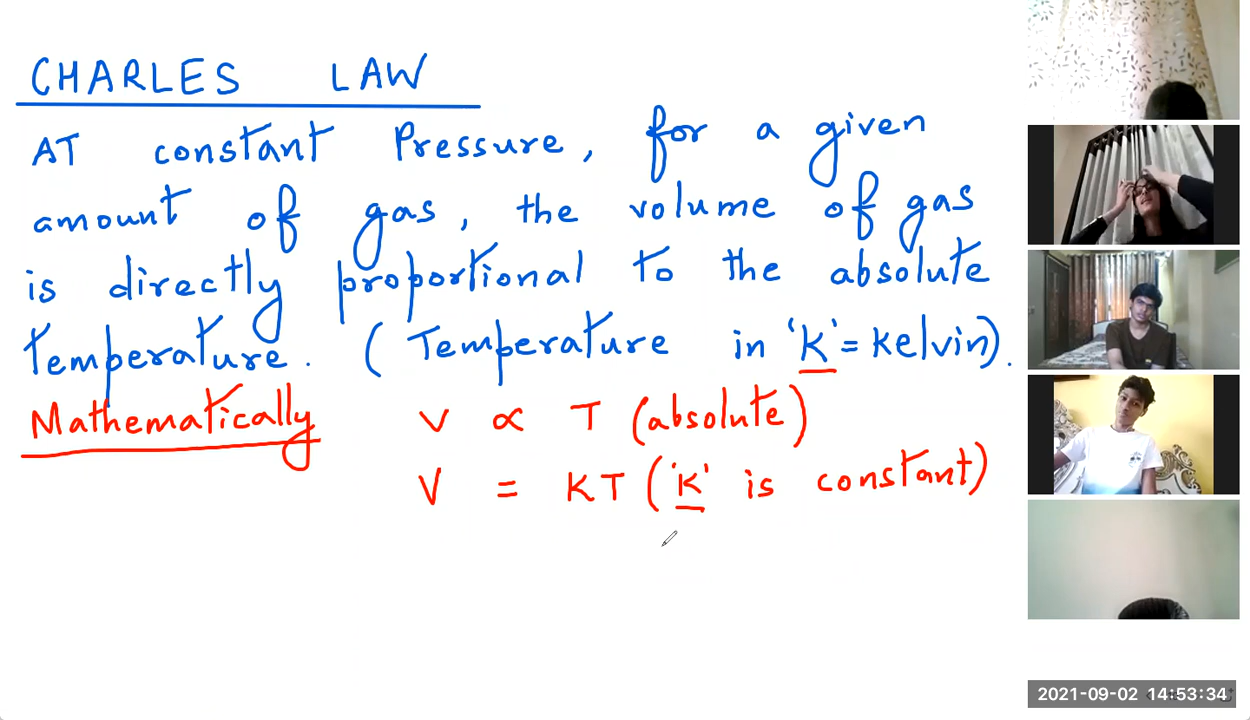 CHARLES LAW
AT constant Pressure, for a given
amount of gas, the volume of gas
is directly proportional to the absolute
temperature. ( Temperature in 'K' = Kelvin).
Mathematically V ∝ T (absolute)
V = KT ('K' is constant)
2021-09-02 14:53:34